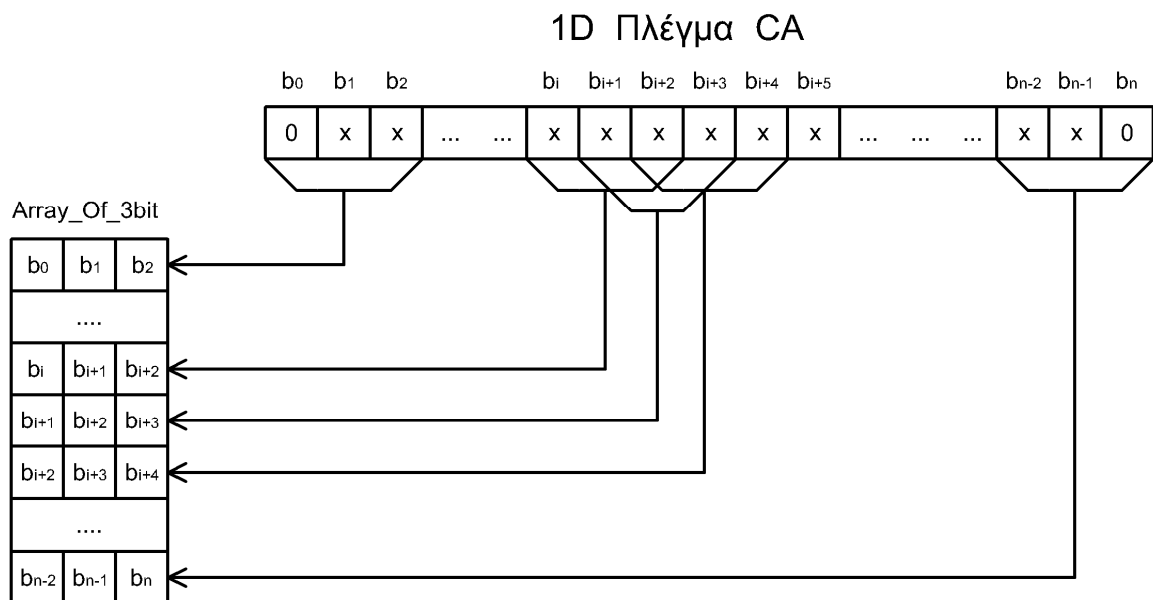 1D Πλέγμα CA
b0 b1 b2 bi bi+1 bi+2 bi+3 bi+4 bi+5 bn-2 bn-1 bn
0 x x ... ... x x x x x x ... ... ... x x 0
Array_Of_3bit
b0 b1 b2
....
bi bi+1 bi+2
bi+1 bi+2 bi+3
bi+2 bi+3 bi+4
....
bn-2 bn-1 bn